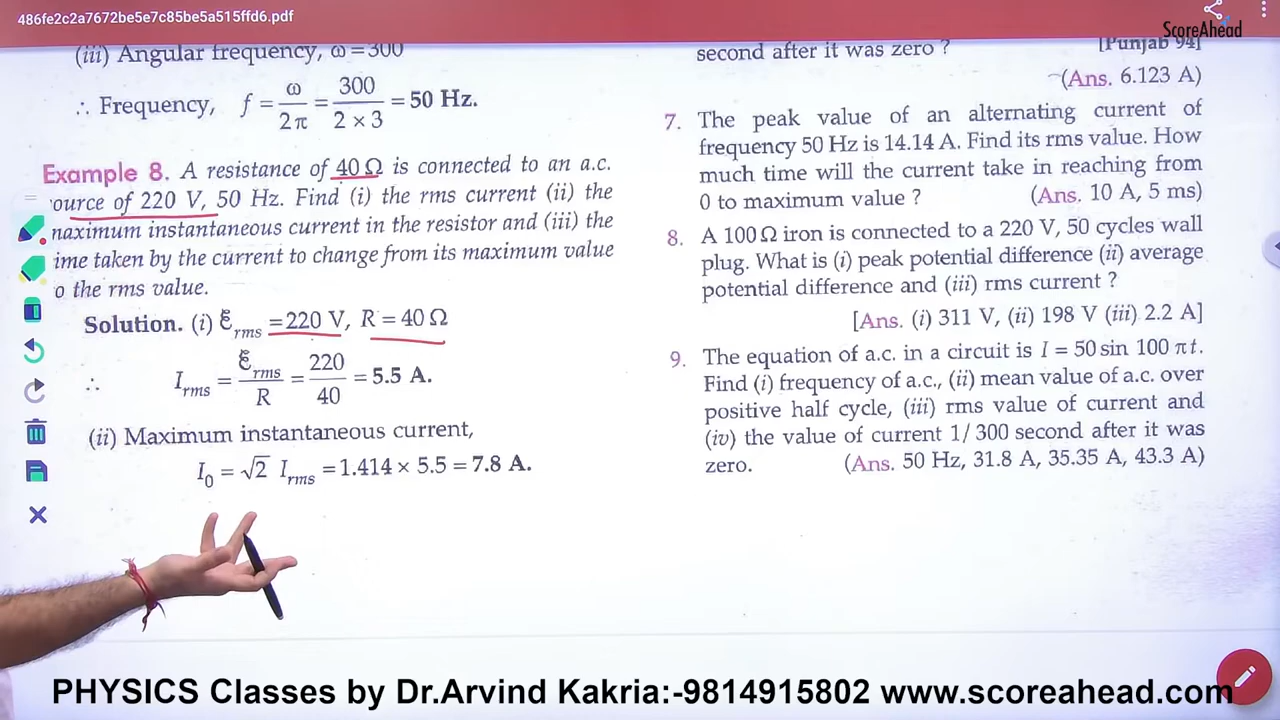 486fe2c2a7672be5e7c85be5a515ffd6.pdf
ScoreAhead
(iii) Angular frequency, ω = 300
∴ Frequency, f = ω / 2π = 300 / 2 × 3 = 50 Hz.
Example 8. A resistance of 40 Ω is connected to an a.c.
ource of 220 V, 50 Hz. Find (i) the rms current (ii) the
naximum instantaneous current in the resistor and (iii) the
ime taken by the current to change from its maximum value
o the rms value.
Solution. (i) ξrms = 220 V, R = 40 Ω
∴ Irms = ξrms / R = 220 / 40 = 5.5 A.
(ii) Maximum instantaneous current,
I0 = √2 Irms = 1.414 × 5.5 = 7.8 A.
second after it was zero ? [Punjab 94]
(Ans. 6.123 A)
7. The peak value of an alternating current of
frequency 50 Hz is 14.14 A. Find its rms value. How
much time will the current take in reaching from
0 to maximum value ? (Ans. 10 A, 5 ms)
8. A 100 Ω iron is connected to a 220 V, 50 cycles wall
plug. What is (i) peak potential difference (ii) average
potential difference and (iii) rms current ?
[Ans. (i) 311 V, (ii) 198 V (iii) 2.2 A]
9. The equation of a.c. in a circuit is I = 50 sin 100 πt.
Find (i) frequency of a.c., (ii) mean value of a.c. over
positive half cycle, (iii) rms value of current and
(iv) the value of current 1/300 second after it was
zero. (Ans. 50 Hz, 31.8 A, 35.35 A, 43.3 A)
PHYSICS Classes by Dr.Arvind Kakria:-9814915802 www.scoreahead.com